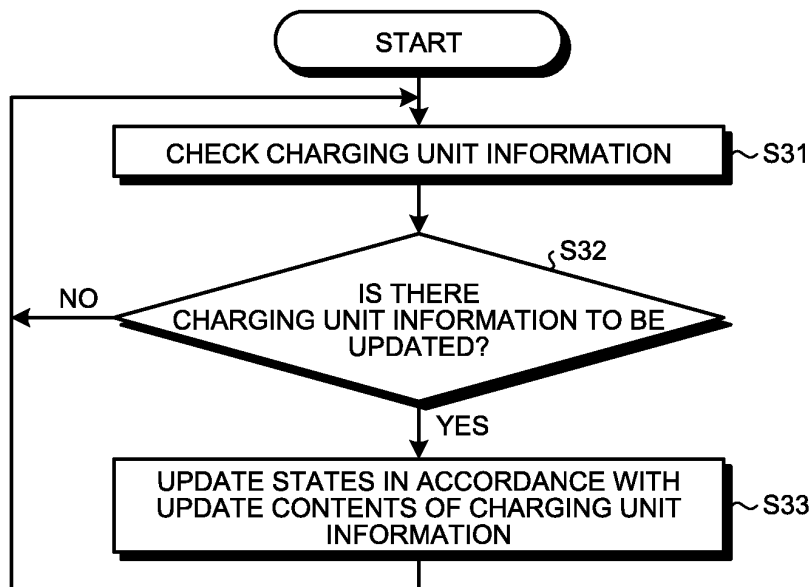 START
CHECK CHARGING UNIT INFORMATION
S31
S32
IS THERE
CHARGING UNIT INFORMATION TO BE
UPDATED?
NO
YES
UPDATE STATES IN ACCORDANCE WITH
UPDATE CONTENTS OF CHARGING UNIT
INFORMATION
S33